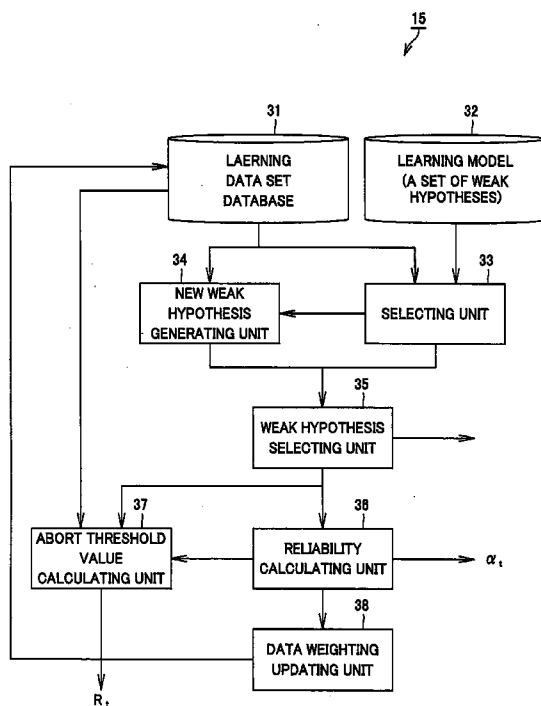 15
31
32
LAERNING
DATA SET
DATABASE
LEARNING MODEL
(A SET OF WEAK
HYPOTHESES)
34
33
NEW WEAK
HYPOTHESIS
GENERATING UNIT
SELECTING UNIT
35
WEAK HYPOTHESIS
SELECTING UNIT
37
36
ABORT THRESHOLD
VALUE
CALCULATING UNIT
RELIABILITY
CALCULATING UNIT
αt
38
DATA WEIGHTING
UPDATING UNIT
Rt